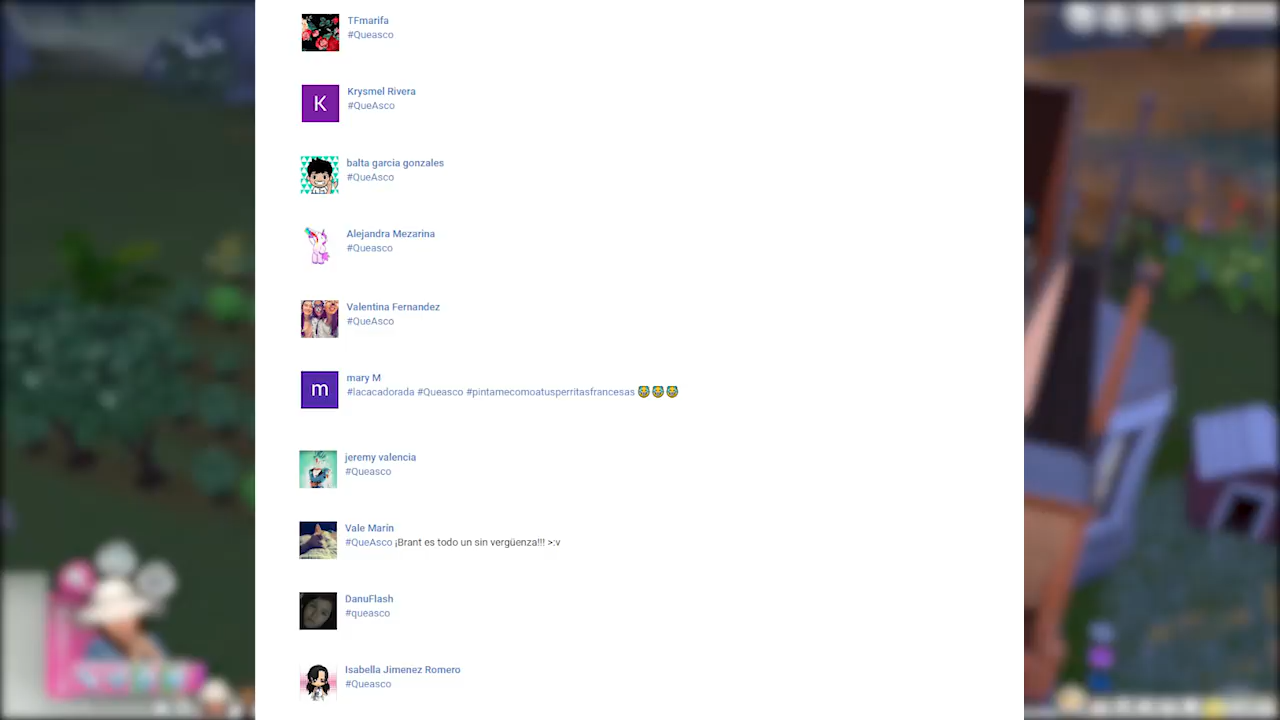 TFmarifa
#Queasco
K
Krysmel Rivera
#QueAsco
balta garcia gonzales
#QueAsco
Alejandra Mezarina
#Queasco
Valentina Fernandez
#QueAsco
m
mary M
#lacacadorada #Queasco #pintamecomoatusperritasfrancesas
jeremy valencia
#Queasco
Vale Marin
#QueAsco ¡Brant es todo un sin vergüenza!!! >:v
DanuFlash
#queasco
Isabella Jimenez Romero
#Queasco